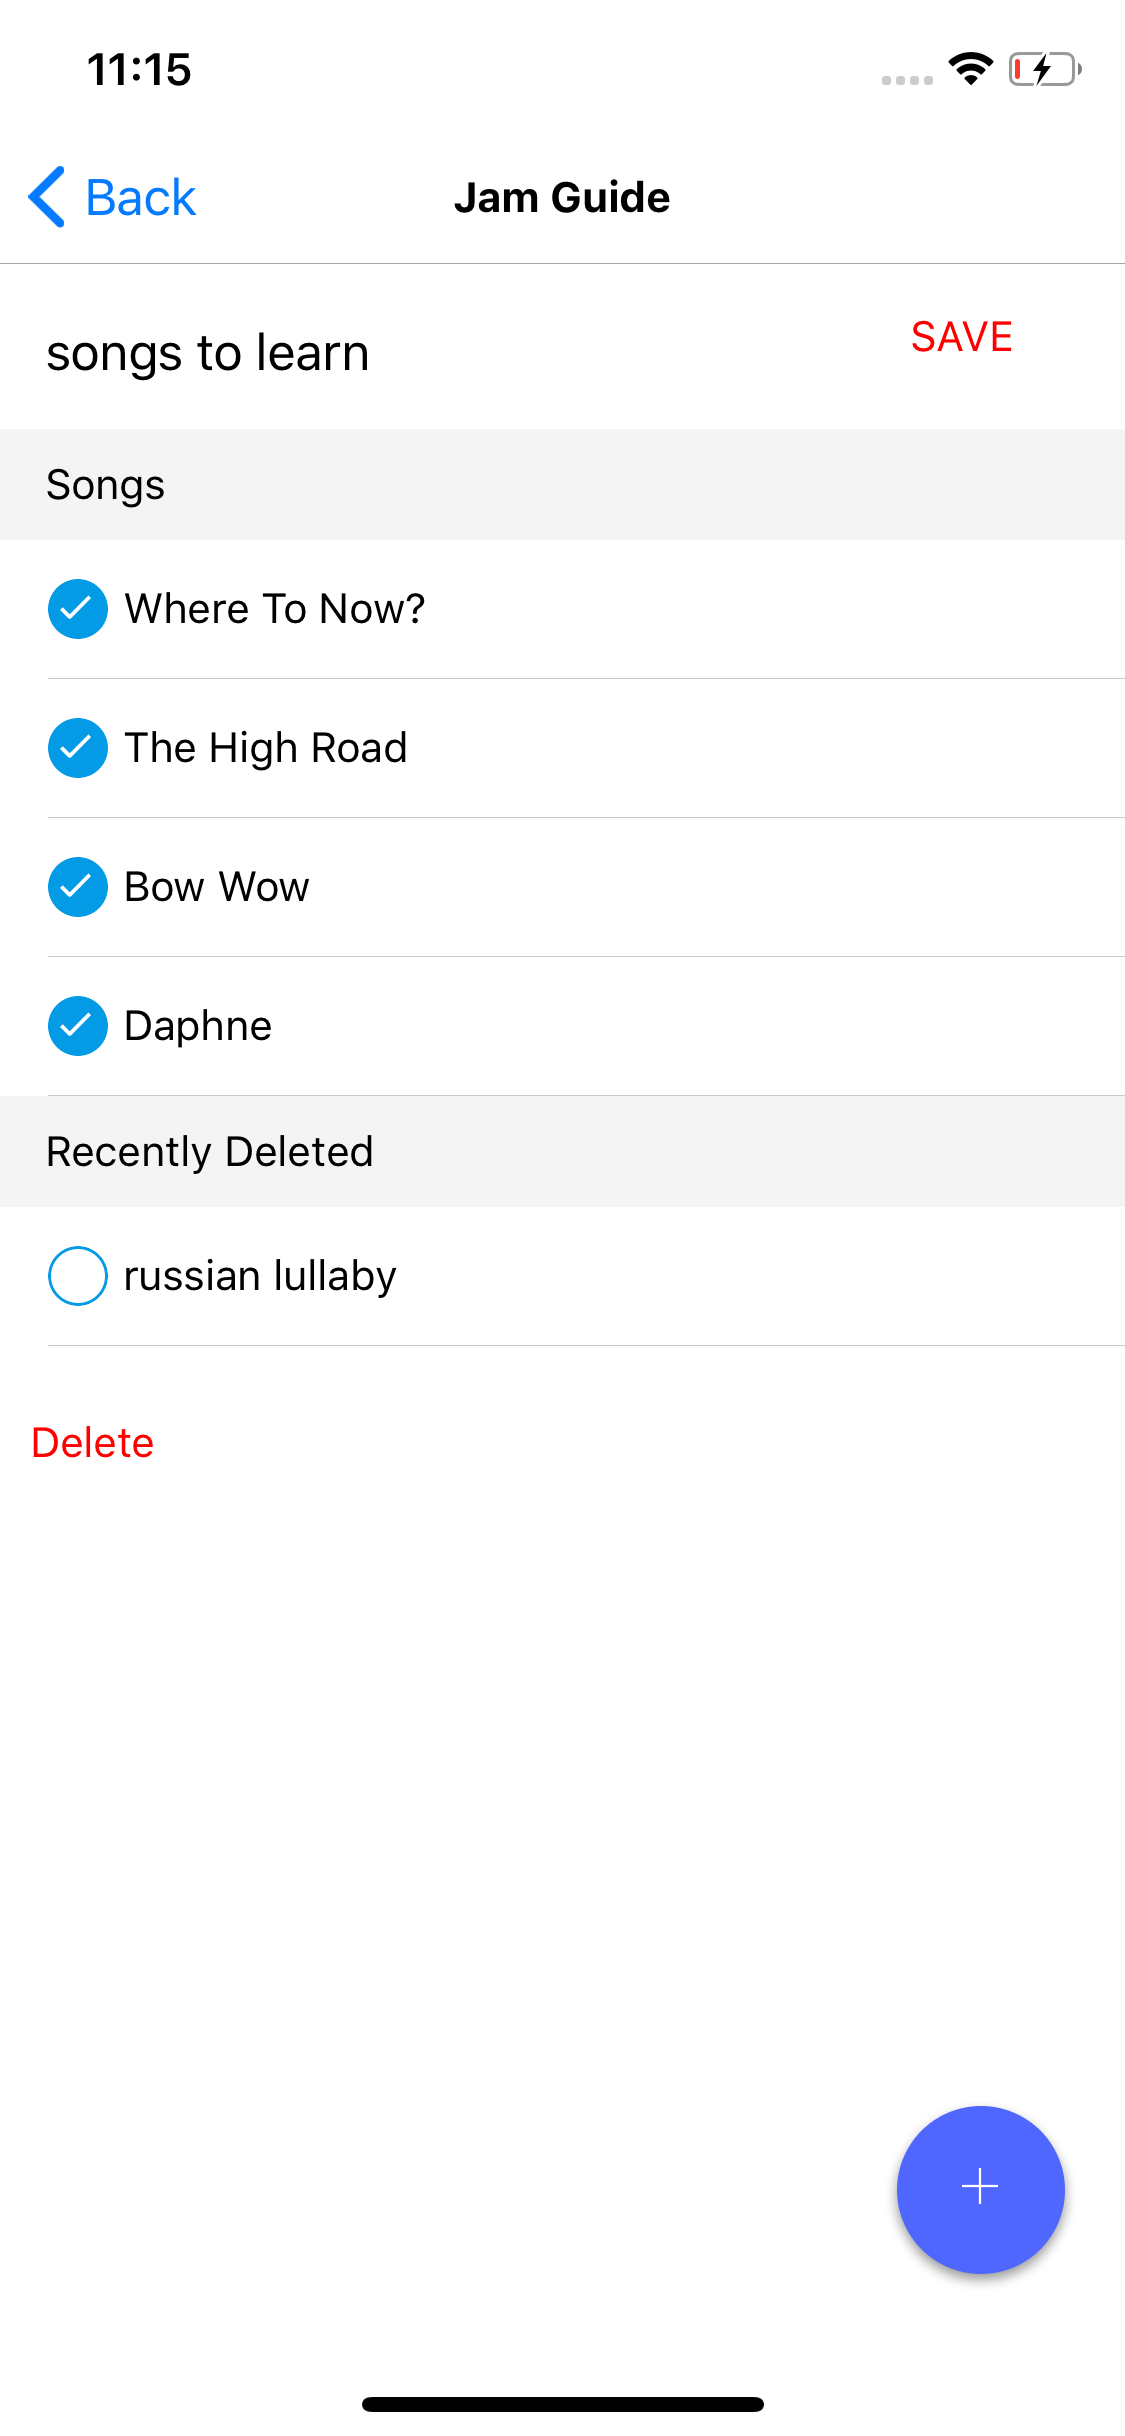 11:15
Back
Jam Guide
songs to learn
SAVE
Songs
Where To Now?
The High Road
Bow Wow
Daphne
Recently Deleted
russian lullaby
Delete